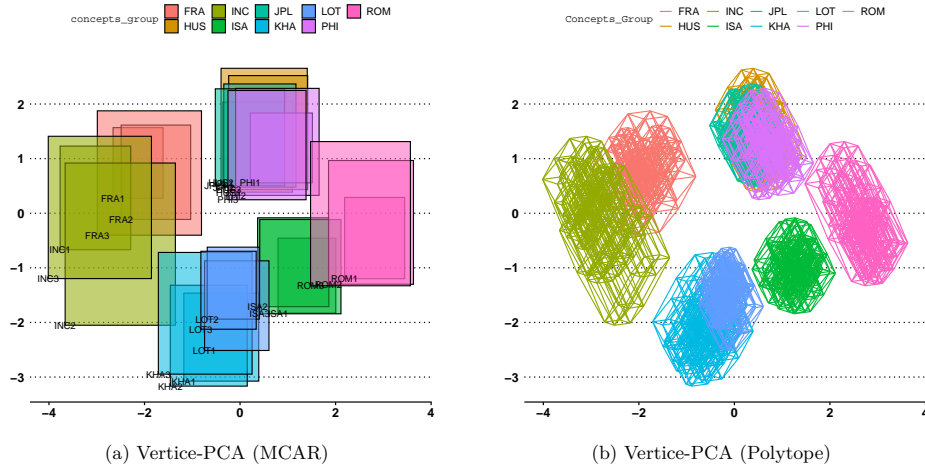 concepts_group
FRA INC JPL LOT ROM
HUS ISA KHA PHI
2
1
0
−1
−2
−3
−4 −2 0 2 4
PHI1
PHI3
FRA1
FRA2
FRA3
INC1
INC3
INC2
ROM1
ROM3 ROM2
ISA2
ISA3 SA1
LOT2
LOT3
LOT1
KHA3
KHA1
KHA2
(a) Vertice-PCA (MCAR)
Concepts_Group
FRA INC JPL LOT ROM
HUS ISA KHA PHI
2
1
0
−1
−2
−3
−4 −2 0 2 4
(b) Vertice-PCA (Polytope)